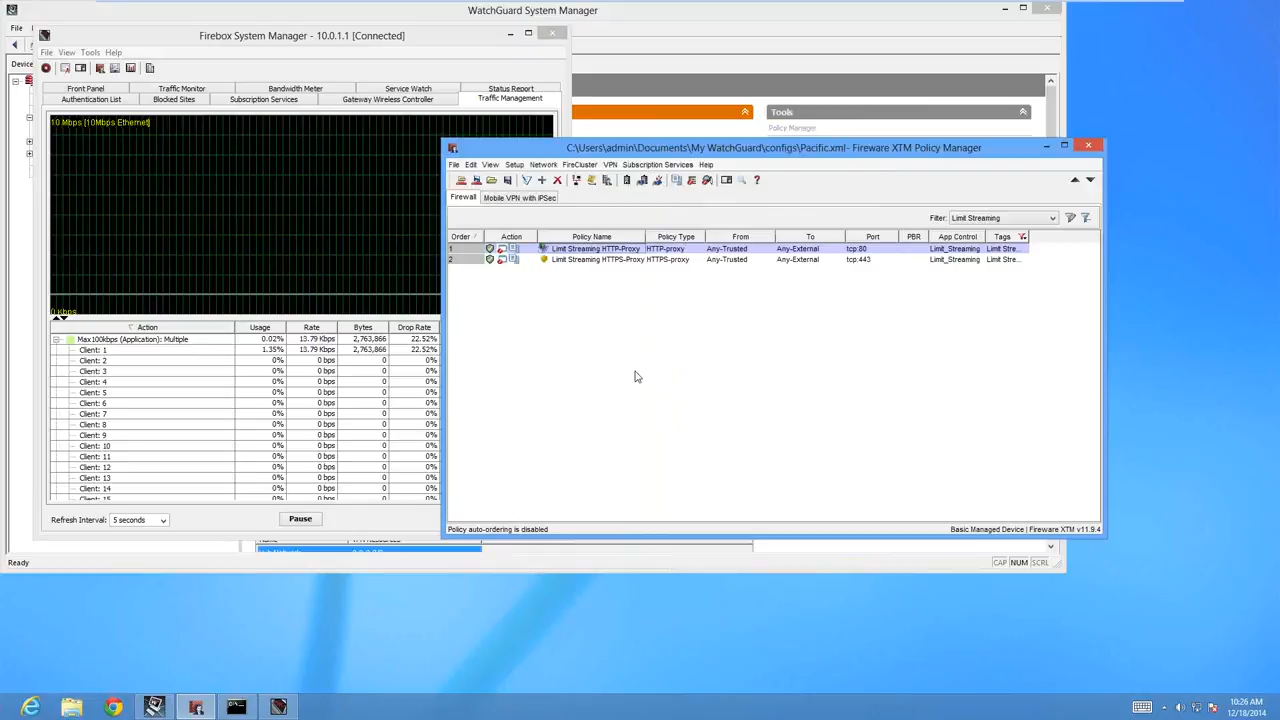 WatchGuard System Manager
File
Devic
Firebox System Manager - 10.0.1.1 [Connected]
File View Tools Help
Front Panel Traffic Monitor Bandwidth Meter Service Watch Status Report
Authentication List Blocked Sites Subscription Services Gateway Wireless Controller Traffic Management
10 Mbps [10Mbps Ethernet]
0 Kbps
Action Usage Rate Bytes Drop Rate
Max100kbps (Application): Multiple 0.02% 13.79 Kbps 2,763,866 22.52%
Client: 1 1.35% 13.79 Kbps 2,763,866 22.52%
Client: 2 0% 0 bps 0 0%
Client: 3 0% 0 bps 0 0%
Client: 4 0% 0 bps 0 0%
Client: 5 0% 0 bps 0 0%
Client: 6 0% 0 bps 0 0%
Client: 7 0% 0 bps 0 0%
Client: 8 0% 0 bps 0 0%
Client: 9 0% 0 bps 0 0%
Client: 10 0% 0 bps 0 0%
Client: 11 0% 0 bps 0 0%
Client: 12 0% 0 bps 0 0%
Client: 13 0% 0 bps 0 0%
Client: 14 0% 0 bps 0 0%
Client: 15 0% 0 bps 0 0%
Refresh Interval: 5 seconds Pause
Tools
Policy Manager
C:\Users\admin\Documents\My WatchGuard\configs\Pacific.xml- Fireware XTM Policy Manager
File Edit View Setup Network FireCluster VPN Subscription Services Help
Firewall Mobile VPN with IPSec
Filter: Limit Streaming
Order Action Policy Name Policy Type From To Port PBR App Control Tags
1 Limit Streaming HTTP-Proxy HTTP-proxy Any-Trusted Any-External tcp:80 Limit_Streaming Limit Stre...
2 Limit Streaming HTTPS-Proxy HTTPS-proxy Any-Trusted Any-External tcp:443 Limit_Streaming Limit Stre...
Policy auto-ordering is disabled Basic Managed Device | Fireware XTM v11.9.4
Ready CAP NUM SCRL
10:26 AM
12/18/2014